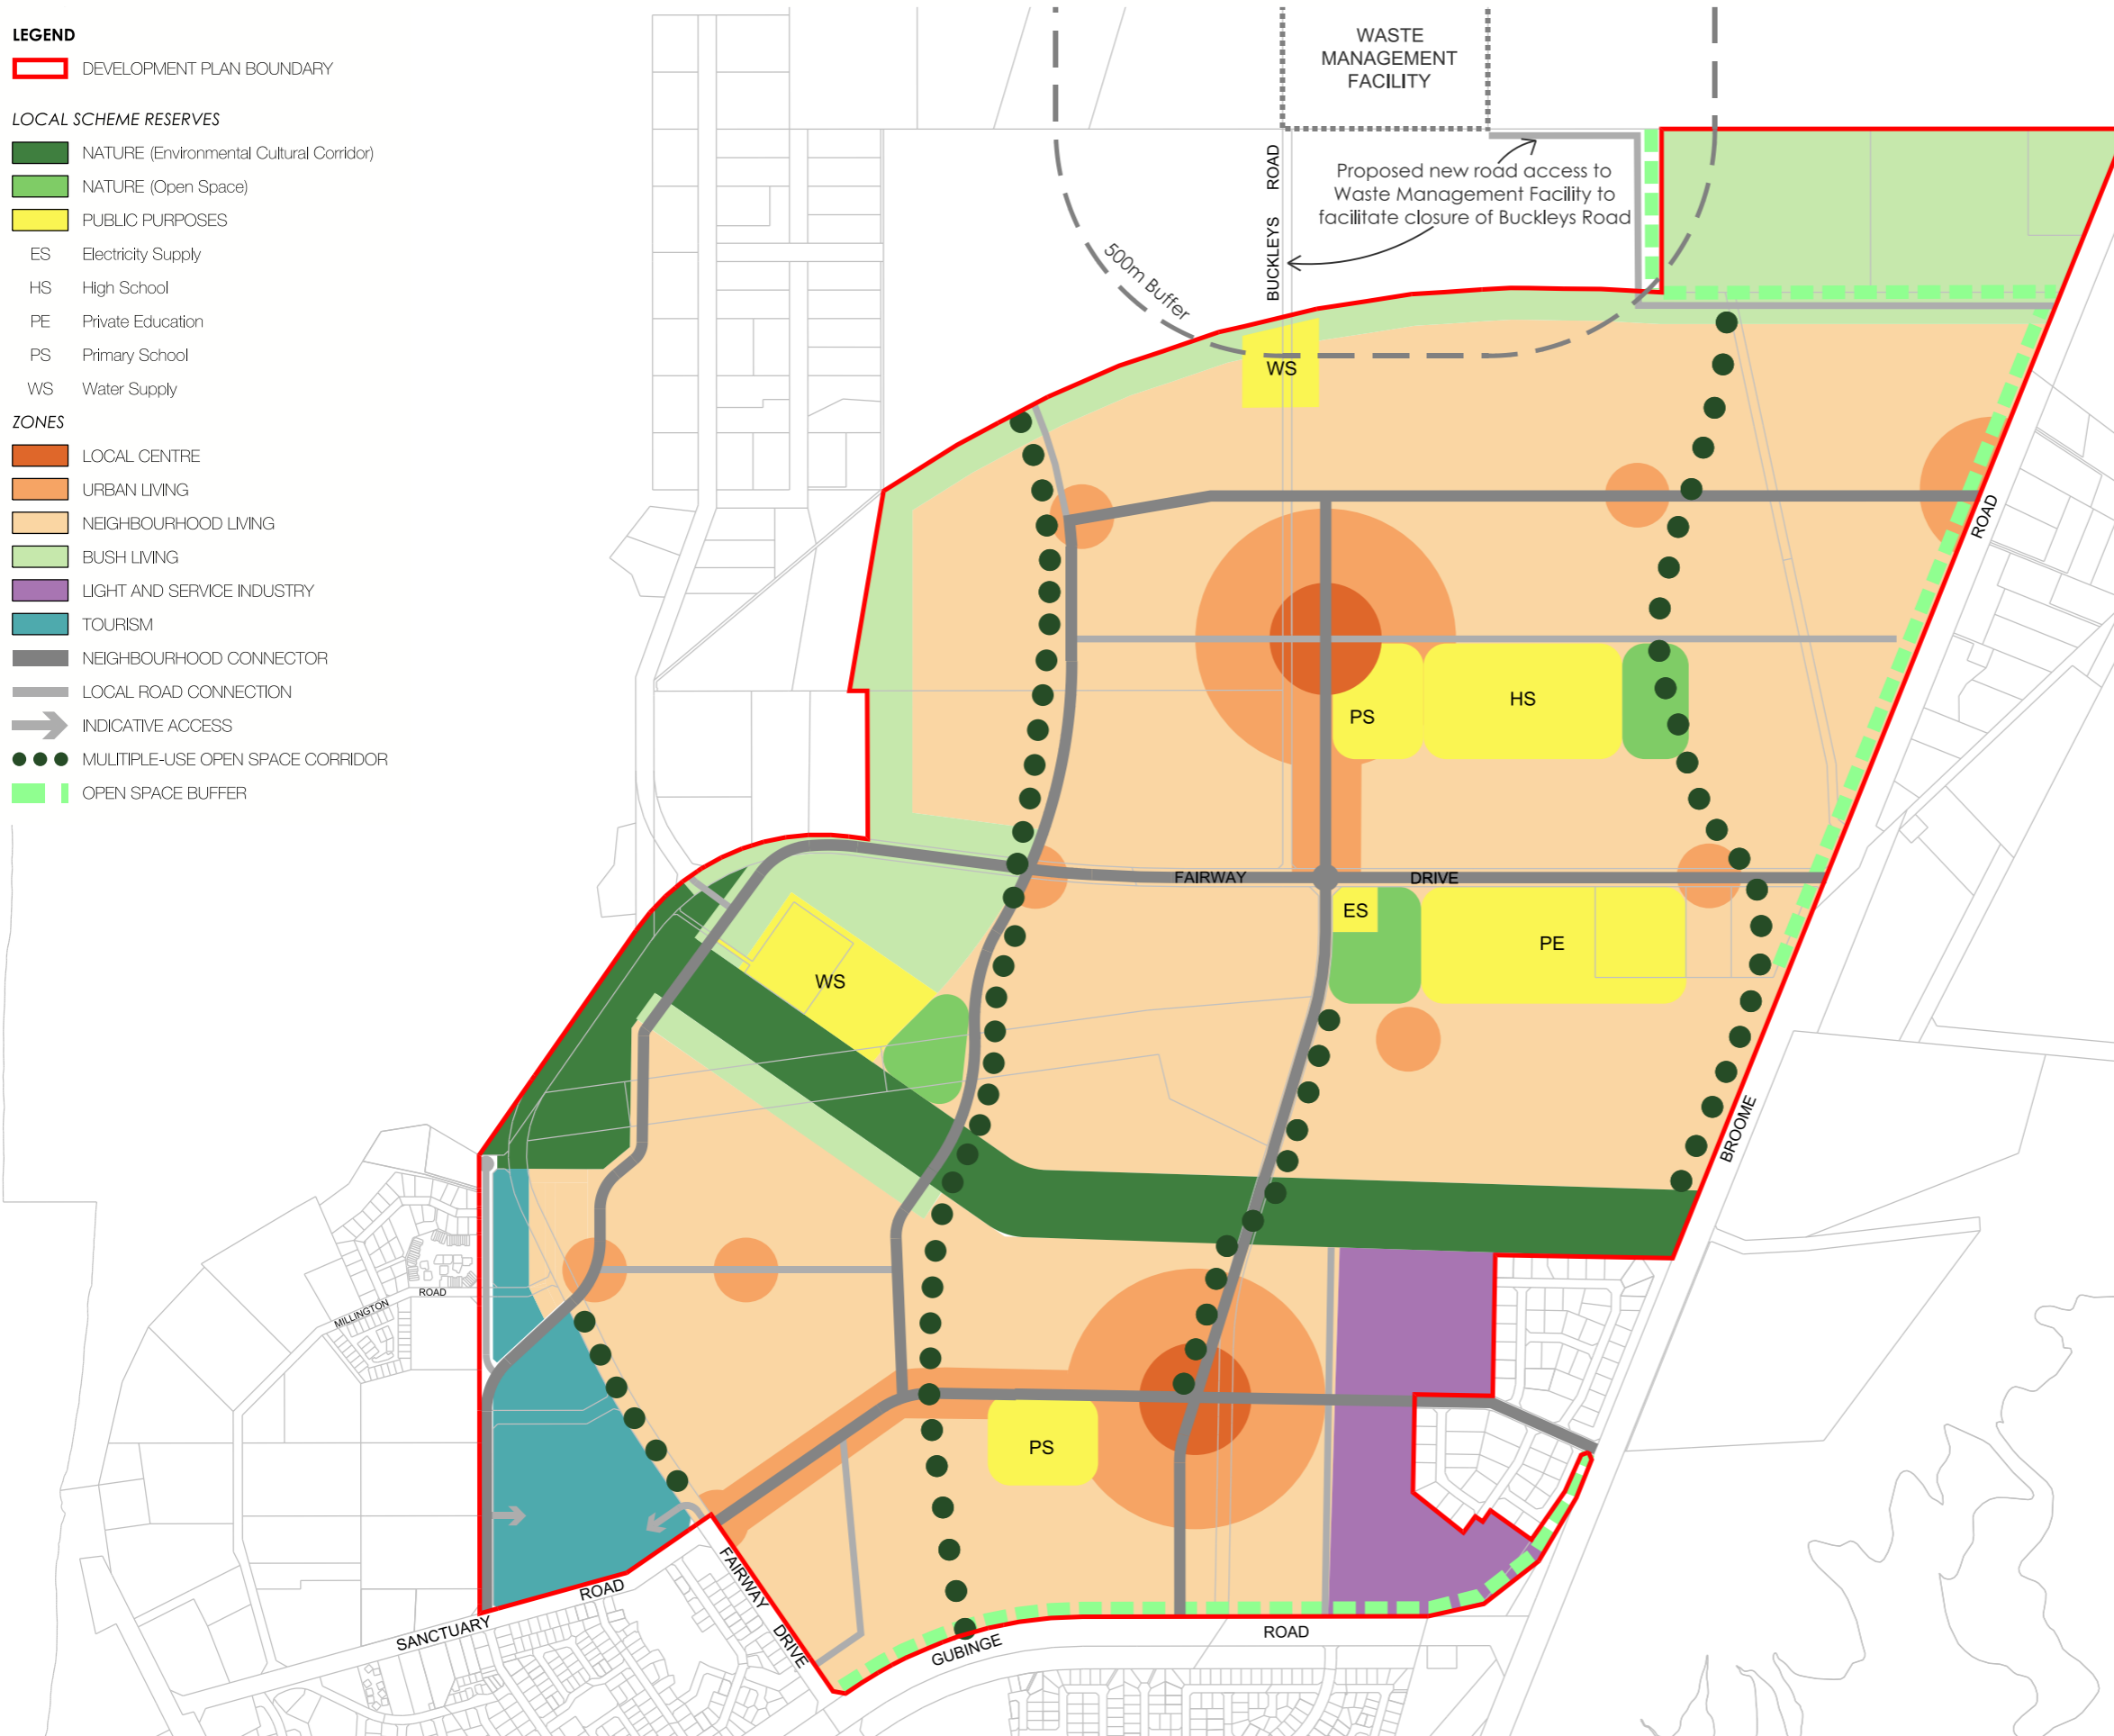 LEGEND
DEVELOPMENT PLAN BOUNDARY
LOCAL SCHEME RESERVES
NATURE (Environmental Cultural Corridor)
NATURE (Open Space)
PUBLIC PURPOSES
ES Electricity Supply
HS High School
PE Private Education
PS Primary School
WS Water Supply
ZONES
LOCAL CENTRE
URBAN LIVING
NEIGHBOURHOOD LIVING
BUSH LIVING
LIGHT AND SERVICE INDUSTRY
TOURISM
NEIGHBOURHOOD CONNECTOR
LOCAL ROAD CONNECTION
INDICATIVE ACCESS
MULITIPLE-USE OPEN SPACE CORRIDOR
OPEN SPACE BUFFER
WASTE
MANAGEMENT
FACILITY
Proposed new road access to
Waste Management Facility to
facilitate closure of Buckleys Road
BUCKLEYS ROAD
500m Buffer
WS
PS
HS
FAIRWAY DRIVE
ES
PE
WS
BROOME ROAD
MILLINGTON ROAD
PS
SANCTUARY ROAD
FAIRWAY DRIVE
GUBINGE ROAD